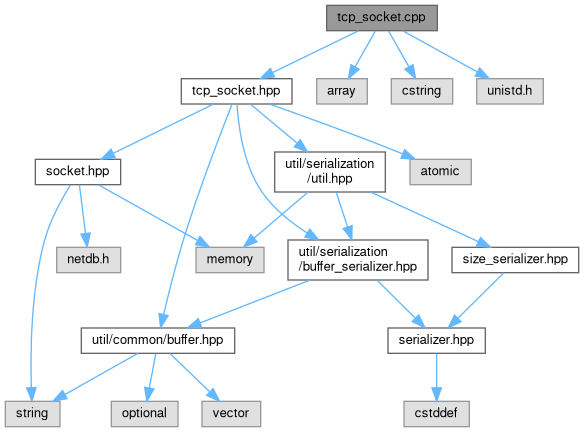 tcp_socket.cpp
tcp_socket.hpp
array
cstring
unistd.h
socket.hpp
util/serialization
/util.hpp
atomic
netdb.h
memory
util/serialization
/buffer_serializer.hpp
size_serializer.hpp
util/common/buffer.hpp
serializer.hpp
string
optional
vector
cstddef